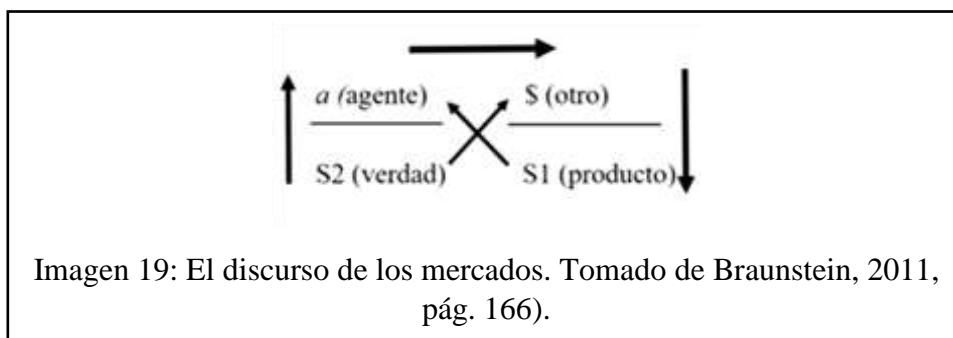 a (agente) S (otro)
S2 (verdad) S1 (producto)
Imagen 19: El discurso de los mercados. Tomado de Braunstein, 2011,
pág. 166).